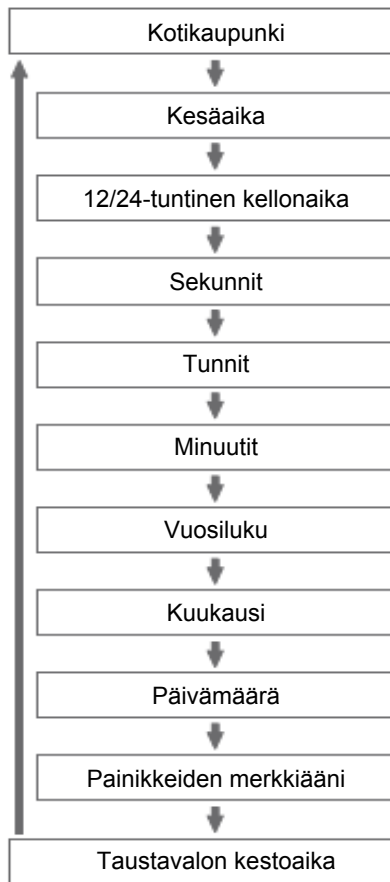 Kotikaupunki
Kesäaika
12/24-tuntinen kellonaika
Sekunnit
Tunnit
Minuutit
Vuosiluku
Kuukausi
Päivämäärä
Painikkeiden merkkiääni
Taustavalon kestoaika